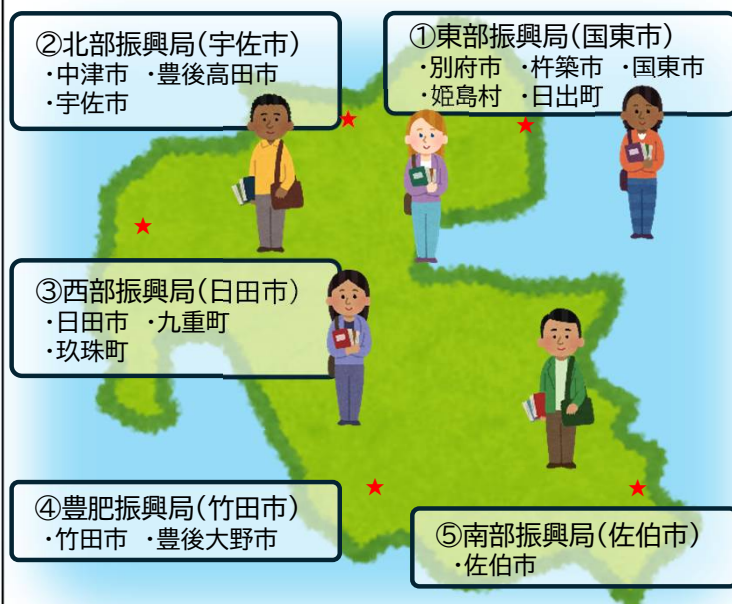 ②北部振興局(宇佐市)
・中津市 ・豊後高田市
・宇佐市
①東部振興局(国東市)
・別府市 ・杵築市 ・国東市
・姫島村 ・日出町
③西部振興局(日田市)
・日田市 ・九重町
・玖珠町
④豊肥振興局(竹田市)
・竹田市 ・豊後大野市
⑤南部振興局(佐伯市)
・佐伯市